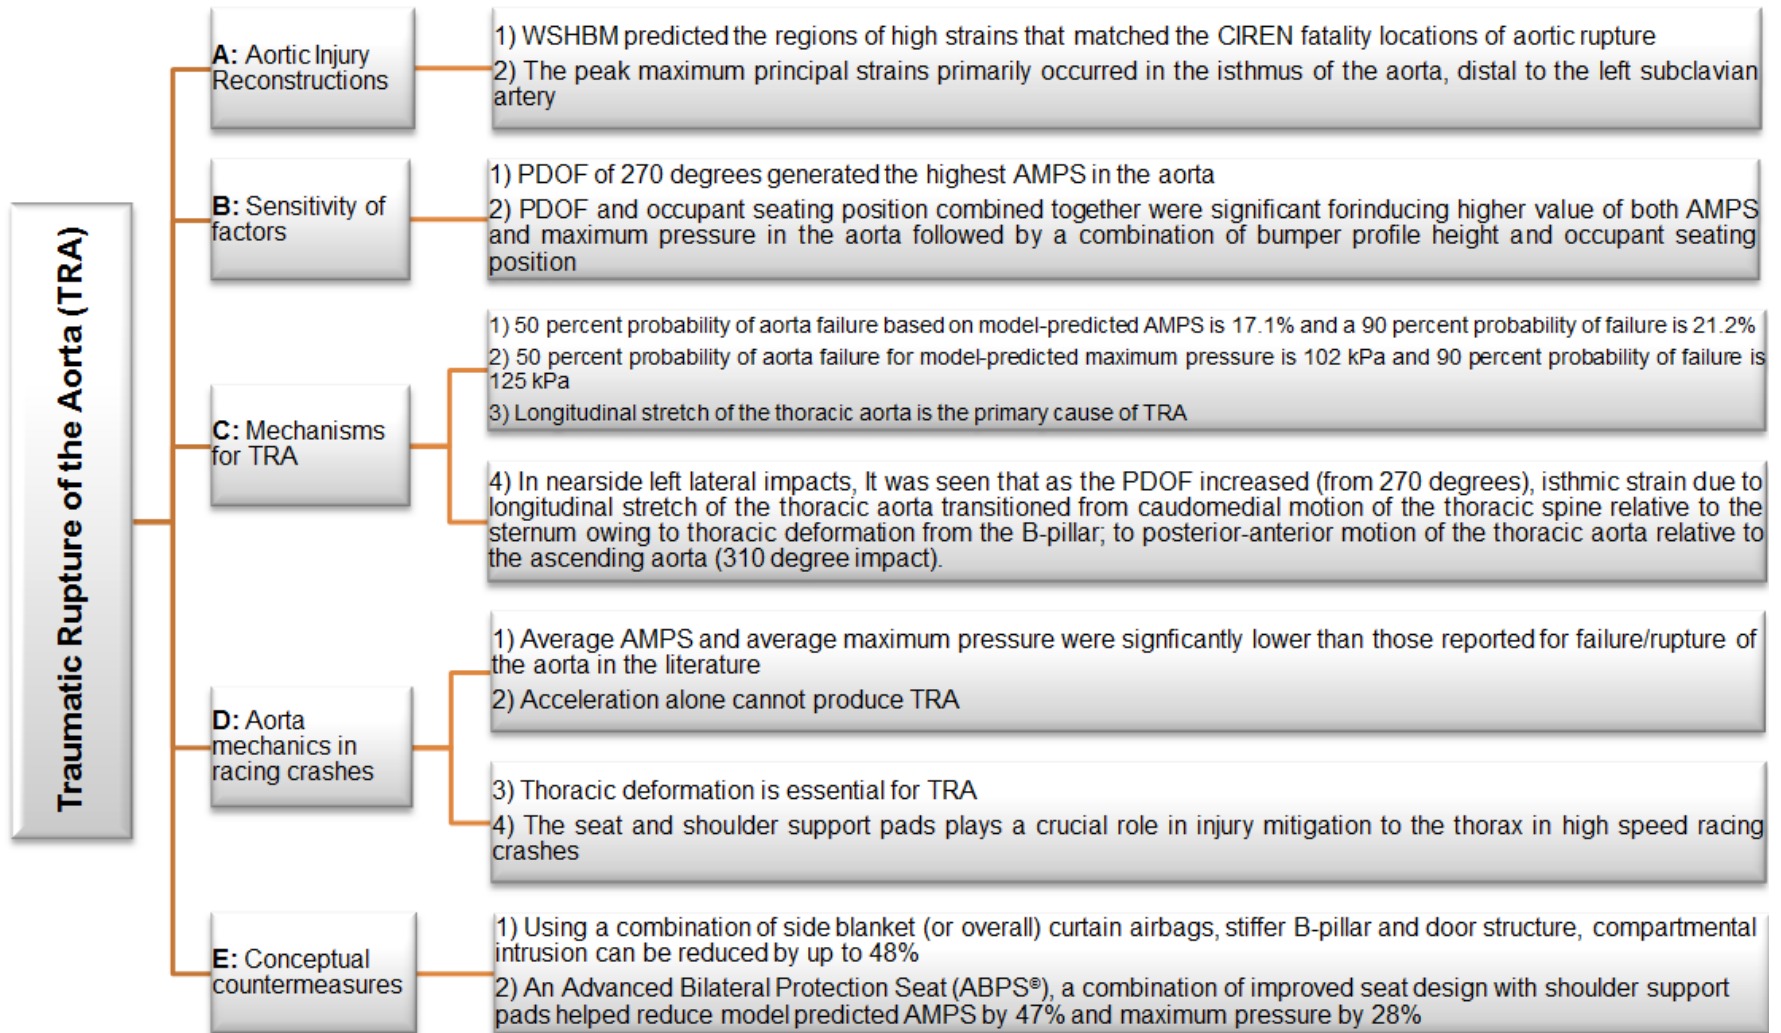 Traumatic Rupture of the Aorta (TRA)
A: Aortic Injury
Reconstructions
1) WSHBM predicted the regions of high strains that matched the CIREN fatality locations of aortic rupture
2) The peak maximum principal strains primarily occurred in the isthmus of the aorta, distal to the left subclavian
artery
B: Sensitivity of
factors
1) PDOF of 270 degrees generated the highest AMPS in the aorta
2) PDOF and occupant seating position combined together were significant forinducing higher value of both AMPS
and maximum pressure in the aorta followed by a combination of bumper profile height and occupant seating
position
C: Mechanisms
for TRA
1) 50 percent probability of aorta failure based on model-predicted AMPS is 17.1% and a 90 percent probability of failure is 21.2%
2) 50 percent probability of aorta failure for model-predicted maximum pressure is 102 kPa and 90 percent probability of failure is
125 kPa
3) Longitudinal stretch of the thoracic aorta is the primary cause of TRA
4) In nearside left lateral impacts, It was seen that as the PDOF increased (from 270 degrees), isthmic strain due to
longitudinal stretch of the thoracic aorta transitioned from caudomedial motion of the thoracic spine relative to the
sternum owing to thoracic deformation from the B-pillar; to posterior-anterior motion of the thoracic aorta relative to
the ascending aorta (310 degree impact).
D: Aorta
mechanics in
racing crashes
1) Average AMPS and average maximum pressure were signficantly lower than those reported for failure/rupture of
the aorta in the literature
2) Acceleration alone cannot produce TRA
3) Thoracic deformation is essential for TRA
4) The seat and shoulder support pads plays a crucial role in injury mitigation to the thorax in high speed racing
crashes
E: Conceptual
countermeasures
1) Using a combination of side blanket (or overall) curtain airbags, stiffer B-pillar and door structure, compartmental
intrusion can be reduced by up to 48%
2) An Advanced Bilateral Protection Seat (ABPS®), a combination of improved seat design with shoulder support
pads helped reduce model predicted AMPS by 47% and maximum pressure by 28%